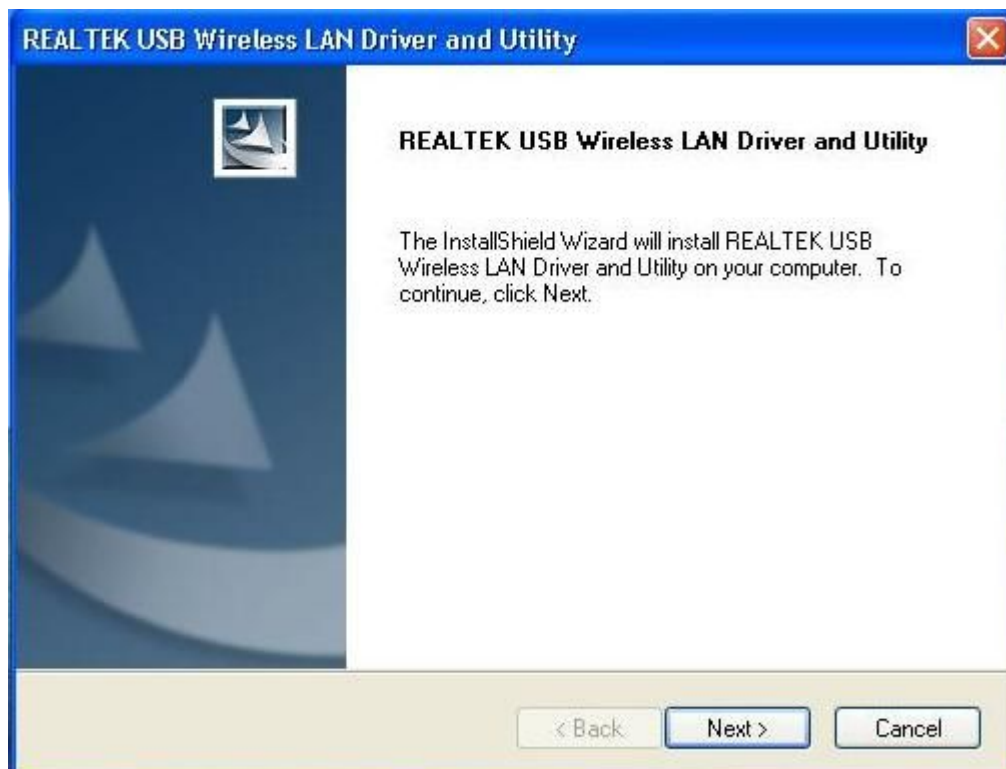 REALTEK USB Wireless LAN Driver and Utility
REALTEK USB Wireless LAN Driver and Utility
The InstallShield Wizard will install REALTEK USB
Wireless LAN Driver and Utility on your computer. To
continue, click Next.
< Back Next > Cancel